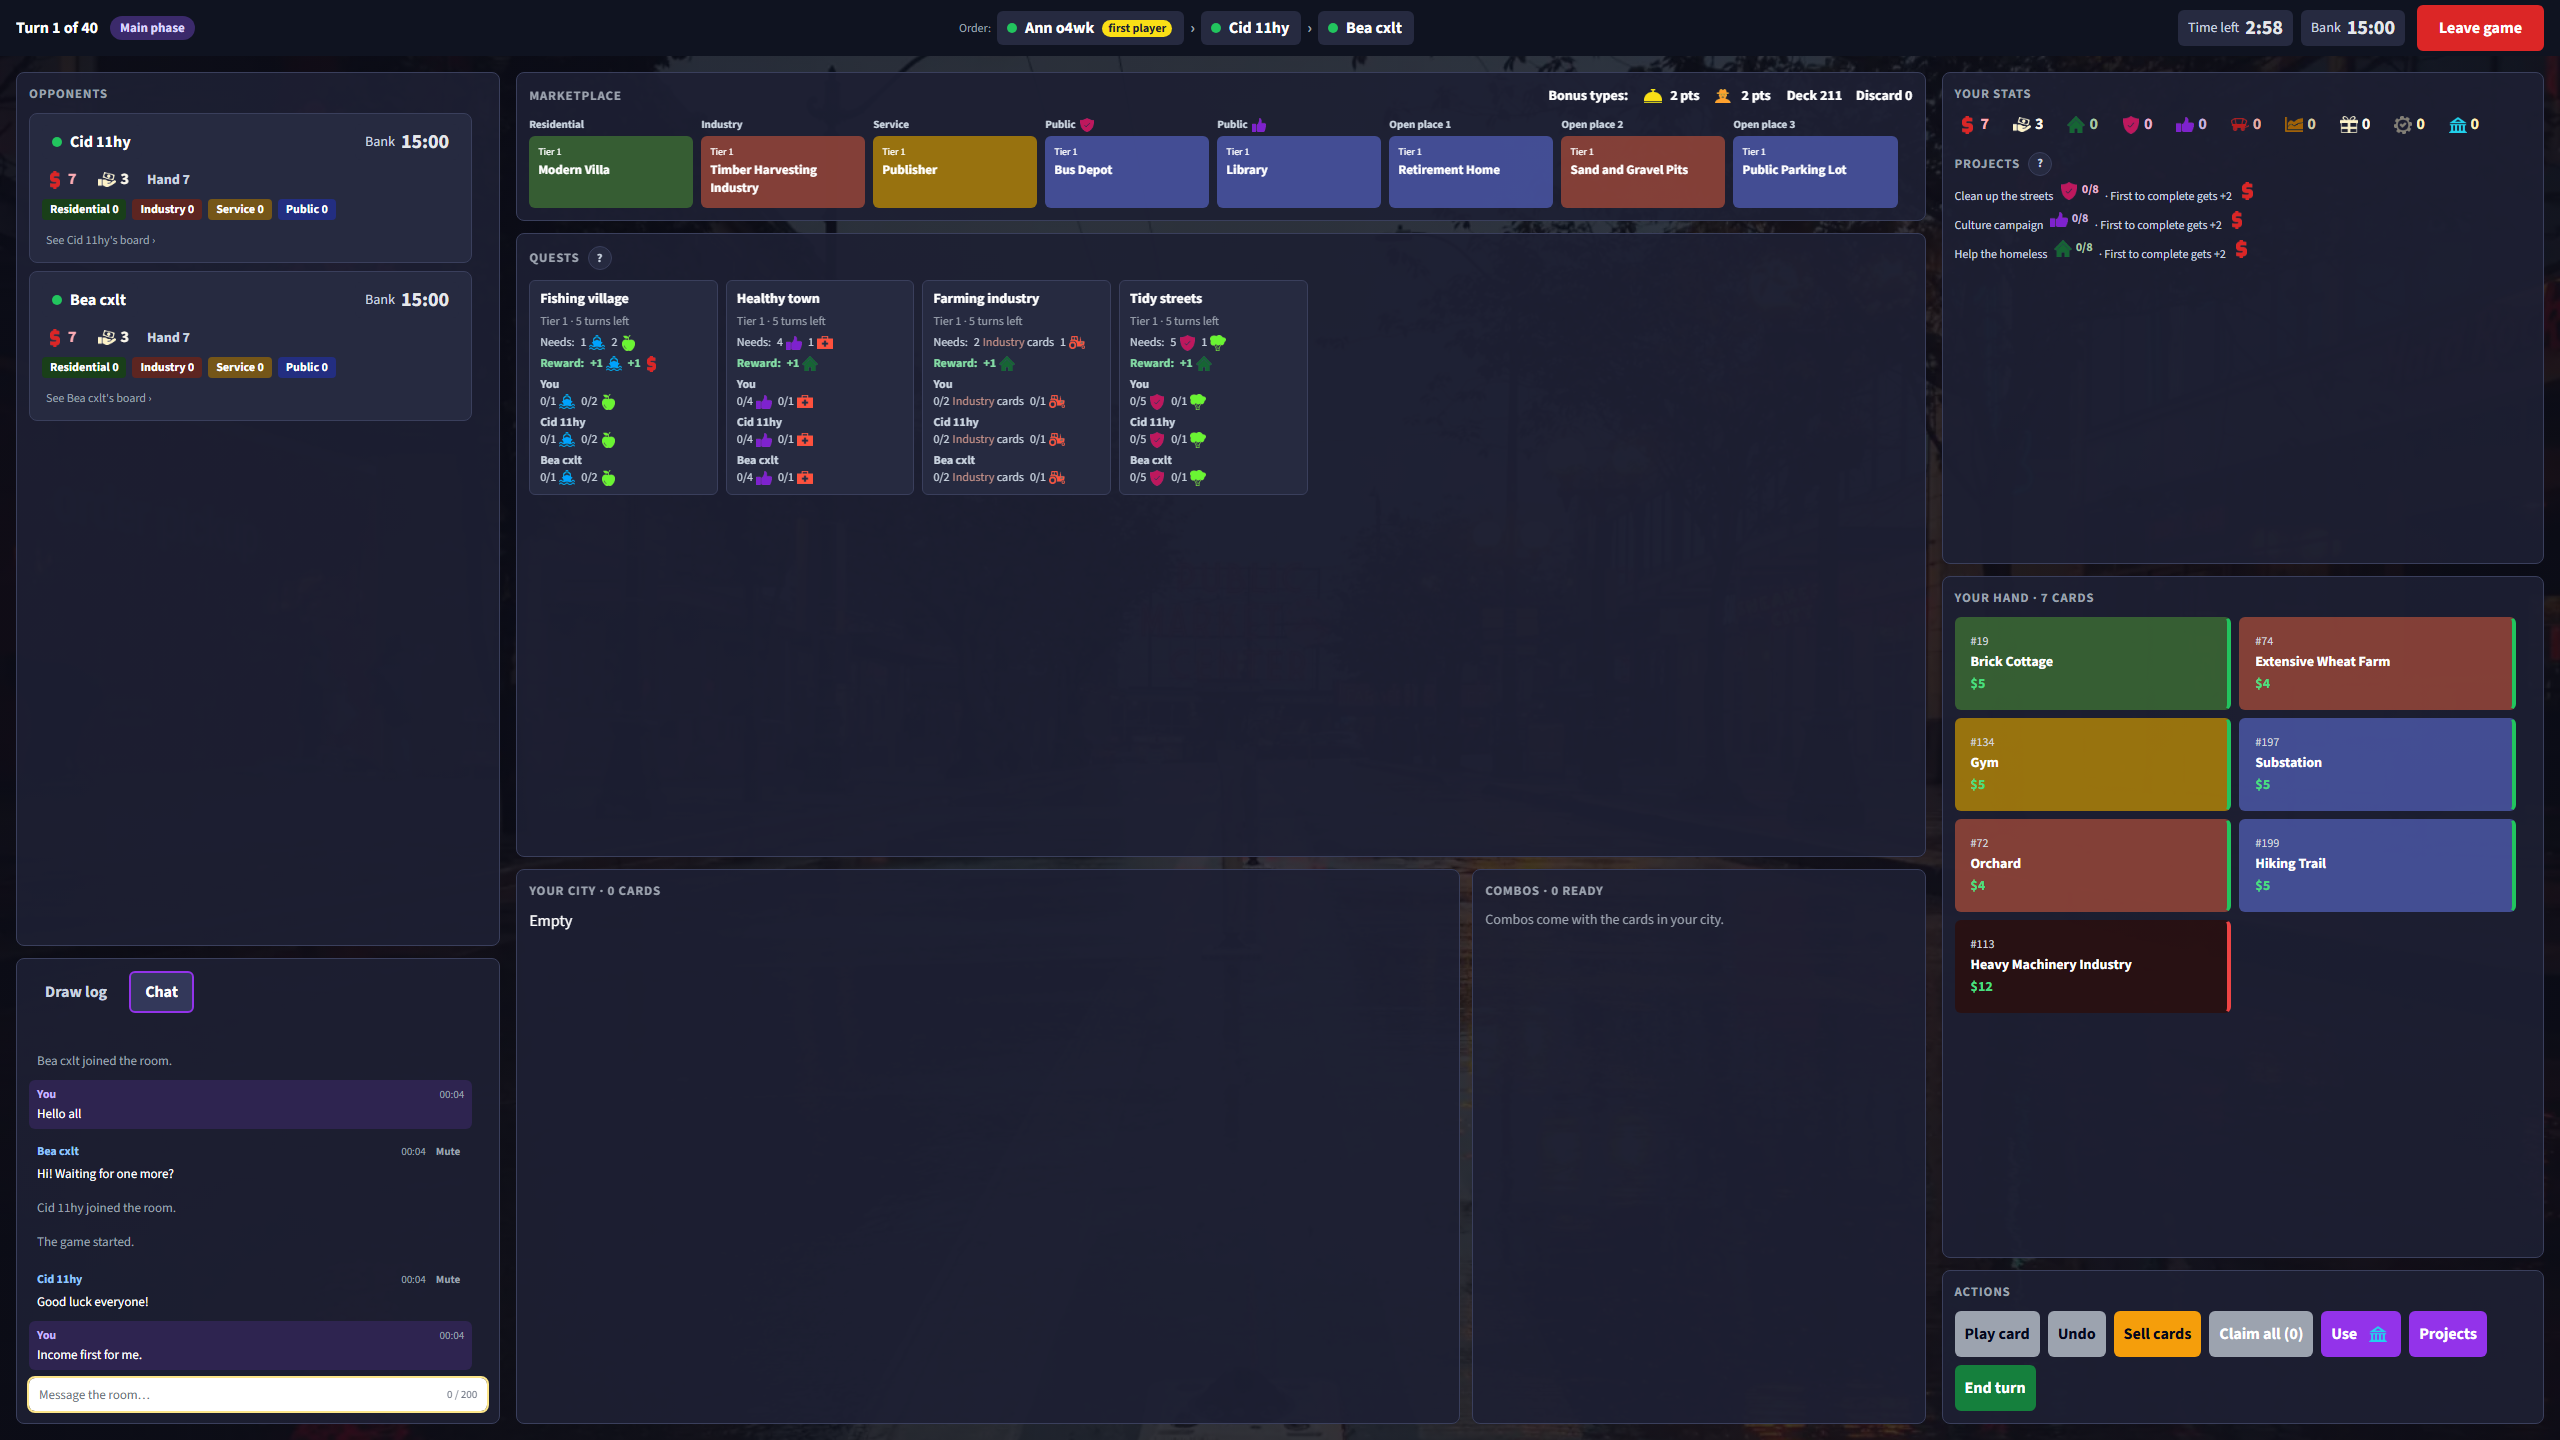 Turn 1 of 40 Main phase
Order: Ann o4wk first player › Cid 11hy › Bea cxlt
Time left 2:58 Bank 15:00 Leave game
OPPONENTS
Cid 11hy Bank 15:00
7 3 Hand 7
Residential 0 Industry 0 Service 0 Public 0
See Cid 11hy's board ›
Bea cxlt Bank 15:00
7 3 Hand 7
Residential 0 Industry 0 Service 0 Public 0
See Bea cxlt's board ›
Draw log Chat
Bea cxlt joined the room.
You 00:04
Hello all
Bea cxlt 00:04 Mute
Hi! Waiting for one more?
Cid 11hy joined the room.
The game started.
Cid 11hy 00:04 Mute
Good luck everyone!
You 00:04
Income first for me.
Message the room… 0 / 200
MARKETPLACE
Bonus types: 2 pts 2 pts Deck 211 Discard 0
Residential
Tier 1
Modern Villa
Industry
Tier 1
Timber Harvesting
Industry
Service
Tier 1
Publisher
Public
Tier 1
Bus Depot
Public
Tier 1
Library
Open place 1
Tier 1
Retirement Home
Open place 2
Tier 1
Sand and Gravel Pits
Open place 3
Tier 1
Public Parking Lot
QUESTS ?
Fishing village
Tier 1 · 5 turns left
Needs: 1 2
Reward: +1 +1
You
0/1 0/2
Cid 11hy
0/1 0/2
Bea cxlt
0/1 0/2
Healthy town
Tier 1 · 5 turns left
Needs: 4 1
Reward: +1
You
0/4 0/1
Cid 11hy
0/4 0/1
Bea cxlt
0/4 0/1
Farming industry
Tier 1 · 5 turns left
Needs: 2 Industry cards 1
Reward: +1
You
0/2 Industry cards 0/1
Cid 11hy
0/2 Industry cards 0/1
Bea cxlt
0/2 Industry cards 0/1
Tidy streets
Tier 1 · 5 turns left
Needs: 5 1
Reward: +1
You
0/5 0/1
Cid 11hy
0/5 0/1
Bea cxlt
0/5 0/1
YOUR CITY · 0 CARDS
Empty
COMBOS · 0 READY
Combos come with the cards in your city.
YOUR STATS
7 3 0 0 0 0 0 0 0 0
PROJECTS ?
Clean up the streets 0/8 · First to complete gets +2
Culture campaign 0/8 · First to complete gets +2
Help the homeless 0/8 · First to complete gets +2
YOUR HAND · 7 CARDS
#19
Brick Cottage
$5
#74
Extensive Wheat Farm
$4
#134
Gym
$5
#197
Substation
$5
#72
Orchard
$4
#199
Hiking Trail
$5
#113
Heavy Machinery Industry
$12
ACTIONS
Play card Undo Sell cards Claim all (0) Use Projects
End turn